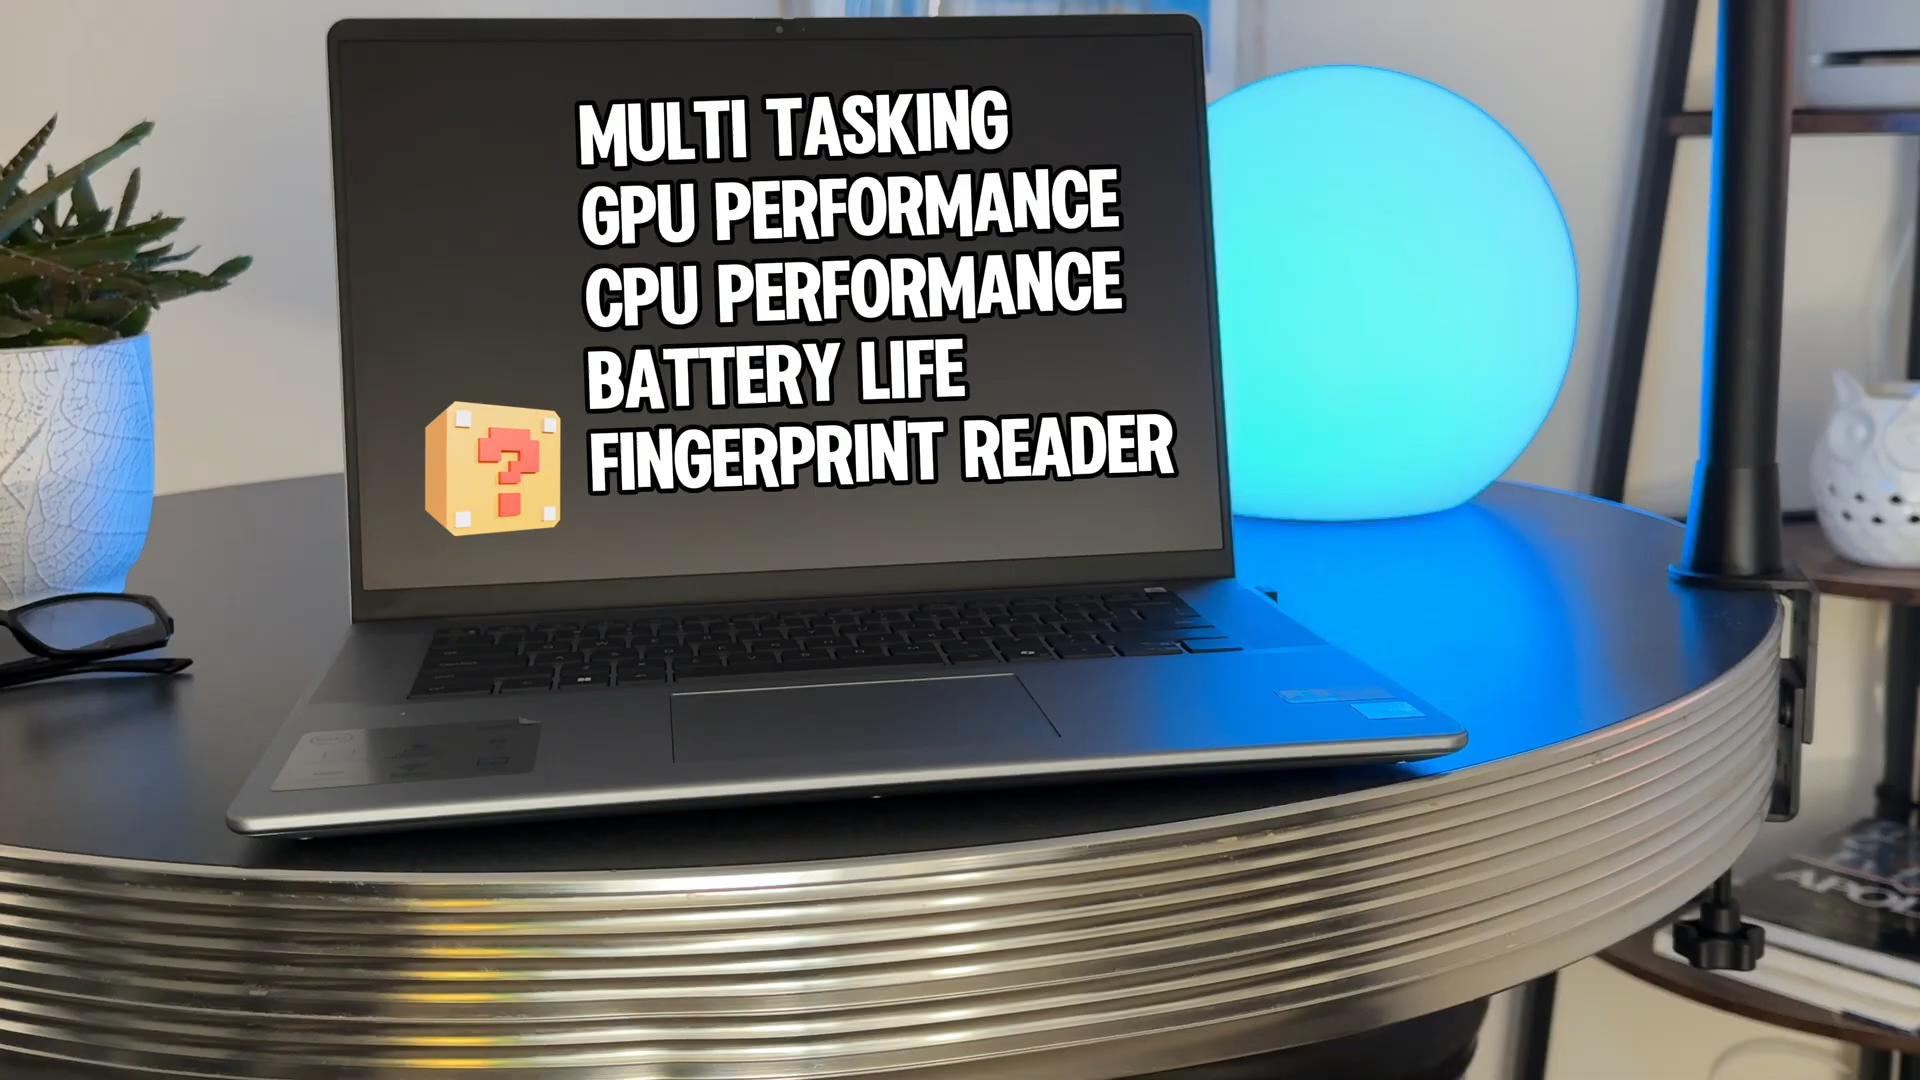 MULTI TASKING
GPU PERFORMANCE
CPU PERFORMANCE
BATTERY LIFE
? FINGERPRINT READER